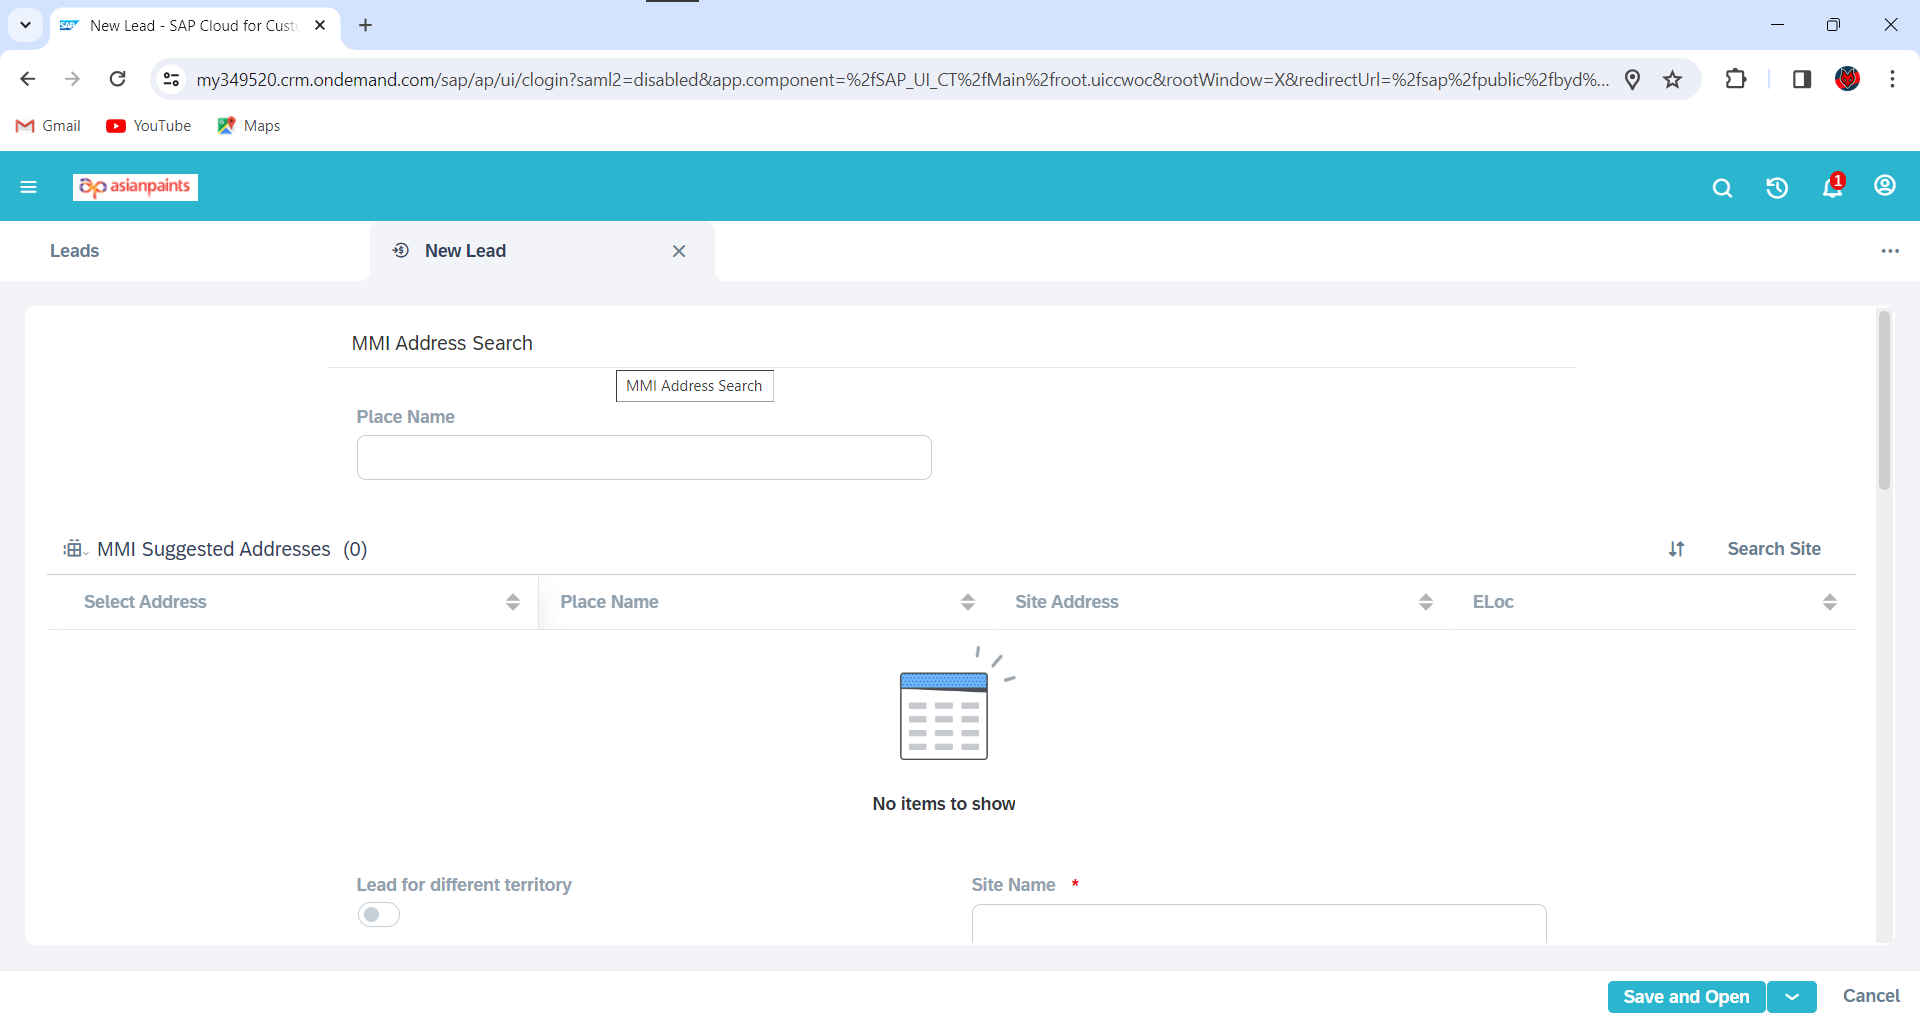 New Lead - SAP Cloud for Cust
my349520.crm.ondemand.com/sap/ap/ui/clogin?saml2=disabled&app.component=%2fSAP_UI_CT%2fMain%2froot.uiccwoc&rootWindow=X&redirectUrl=%2fsap%2fpublic%2fbyd%...
Gmail YouTube Maps
asianpaints 1
Leads New Lead
MMI Address Search
MMI Address Search
Place Name
MMI Suggested Addresses (0) Search Site
Select Address Place Name Site Address ELoc
No items to show
Lead for different territory Site Name *
Save and Open Cancel